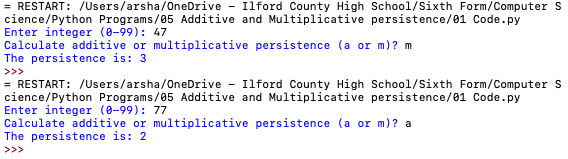 = RESTART: /Users/arsha/OneDrive – Ilford County High School/Sixth Form/Computer S
cience/Python Programs/05 Additive and Multiplicative persistence/01 Code.py
Enter integer (0-99): 47
Calculate additive or multiplicative persistence (a or m)? m
The persistence is: 3
>>>
= RESTART: /Users/arsha/OneDrive – Ilford County High School/Sixth Form/Computer S
cience/Python Programs/05 Additive and Multiplicative persistence/01 Code.py
Enter integer (0-99): 77
Calculate additive or multiplicative persistence (a or m)? a
The persistence is: 2
>>>